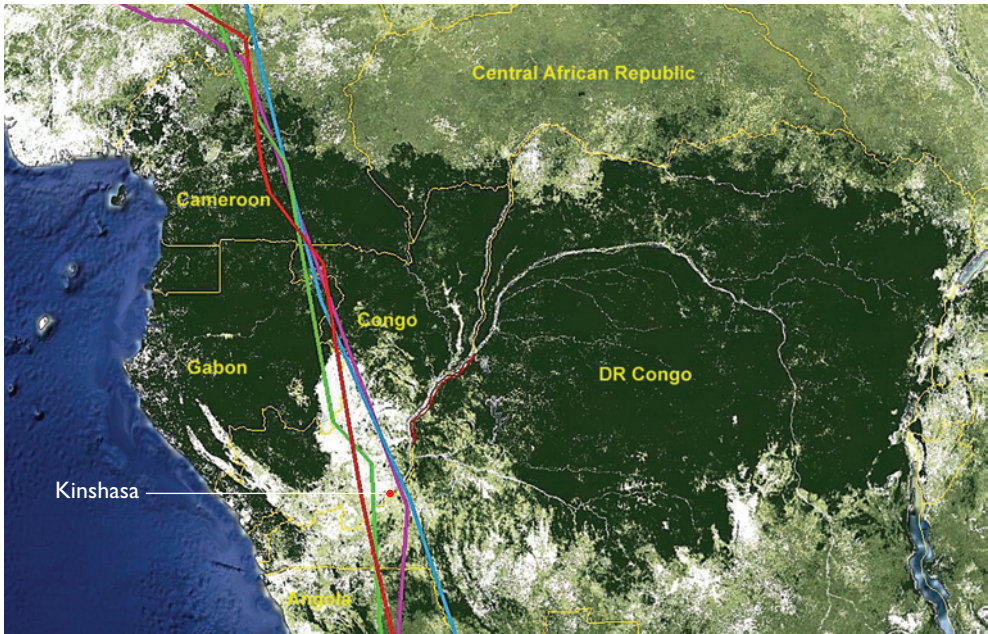 Central African Republic
Cameroon
Congo
Gabon
DR Congo
Kinshasa
Angola